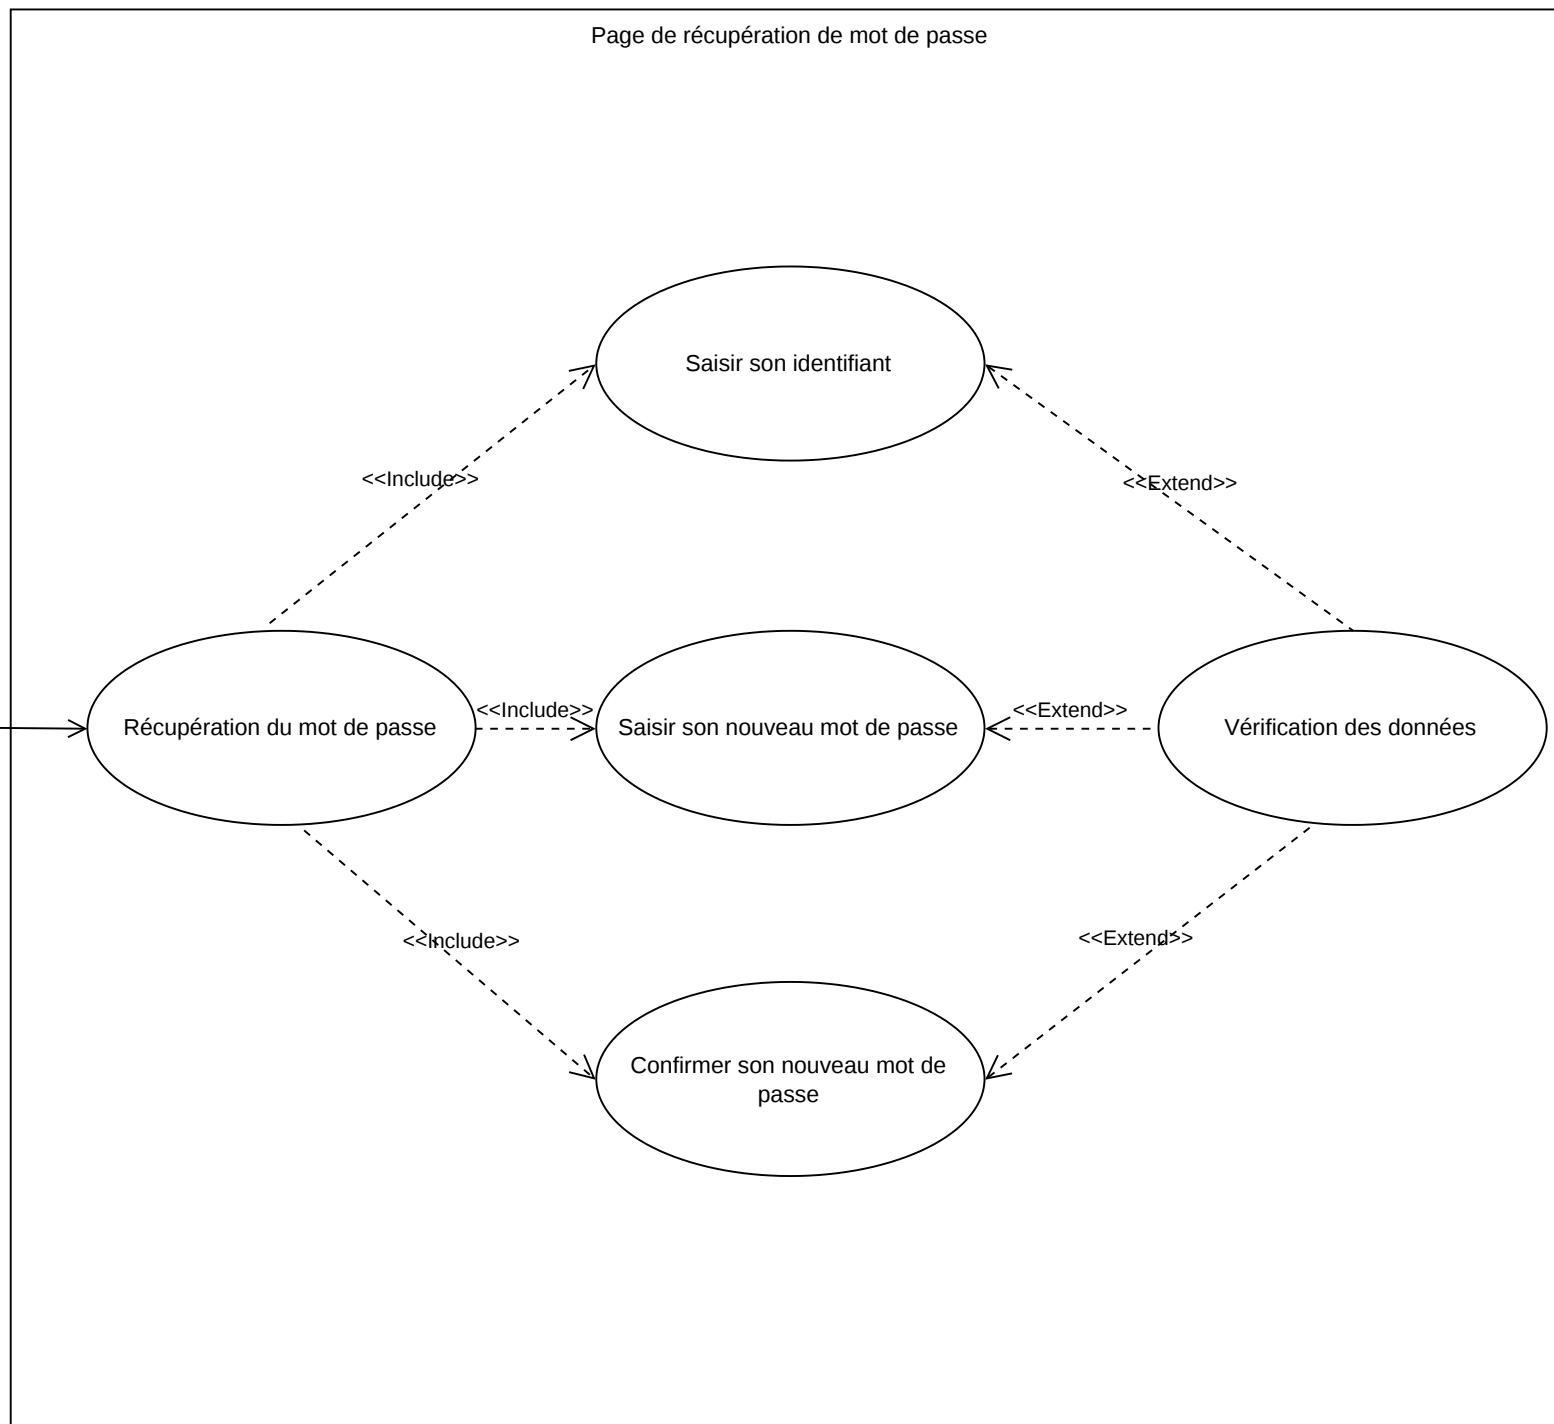 Page de récupération de mot de passe
Saisir son identifiant
<<Include>>
<<Extend>>
<<Include>>
<<Extend>>
Récupération du mot de passe
Saisir son nouveau mot de passe
Vérification des données
<<Include>>
<<Extend>>
Confirmer son nouveau mot de
passe